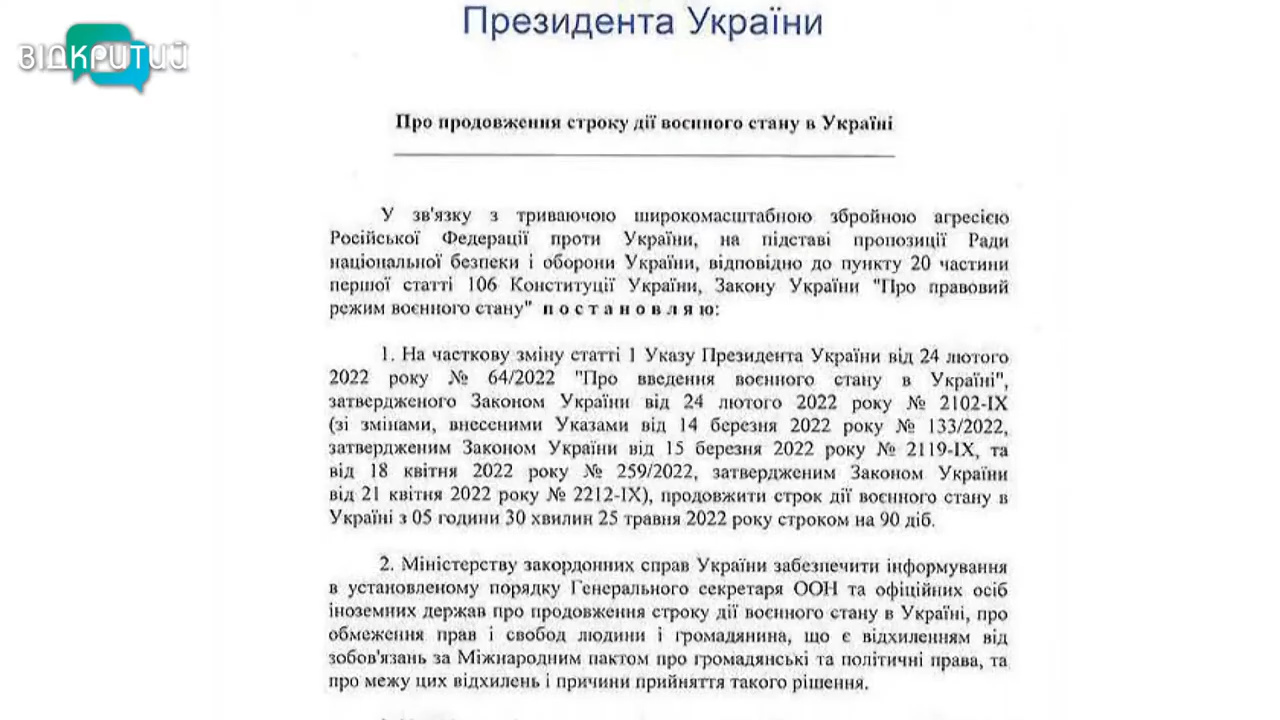 Президента України
ВІДКРИТИЙ
Про продовження строку дії воєнного стану в Україні
У зв'язку з триваючою широкомасштабною збройною агресією
Російської Федерації проти України, на підставі пропозиції Ради
національної безпеки і оборони України, відповідно до пункту 20 частини
першої статті 106 Конституції України, Закону України "Про правовий
режим воєнного стану" п о с т а н о в л я ю:
1. На часткову зміну статті 1 Указу Президента України від 24 лютого
2022 року № 64/2022 "Про введення воєнного стану в Україні",
затвердженого Законом України від 24 лютого 2022 року № 2102-IX
(зі змінами, внесеними Указами від 14 березня 2022 року № 133/2022,
затвердженим Законом України від 15 березня 2022 року № 2119-IX, та
від 18 квітня 2022 року № 259/2022, затвердженим Законом України
від 21 квітня 2022 року № 2212-IX), продовжити строк дії воєнного стану в
Україні з 05 години 30 хвилин 25 травня 2022 року строком на 90 діб.
2. Міністерству закордонних справ України забезпечити інформування
в установленому порядку Генерального секретаря ООН та офіційних осіб
іноземних держав про продовження строку дії воєнного стану в Україні, про
обмеження прав і свобод людини і громадянина, що є відхиленням від
зобов'язань за Міжнародним пактом про громадянські та політичні права, та
про межу цих відхилень і причини прийняття такого рішення.